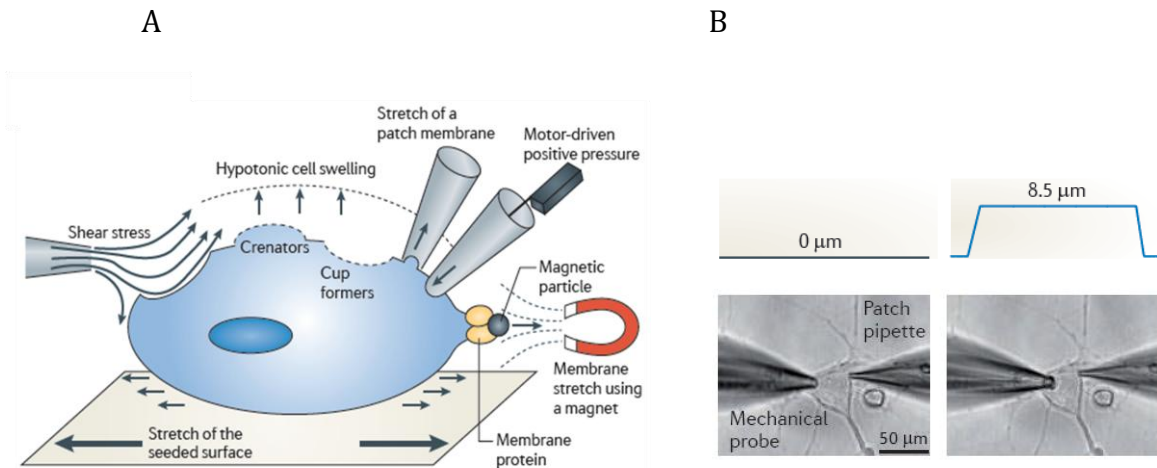 A
B
Stretch of a
patch membrane
Motor-driven
positive pressure
Hypotonic cell swelling
Shear stress
Crenators
Cup
formers
Magnetic
particle
Membrane
stretch using
a magnet
Stretch of the
seeded surface
Membrane
protein
0 µm
8.5 µm
Patch
pipette
Mechanical
probe
50 µm